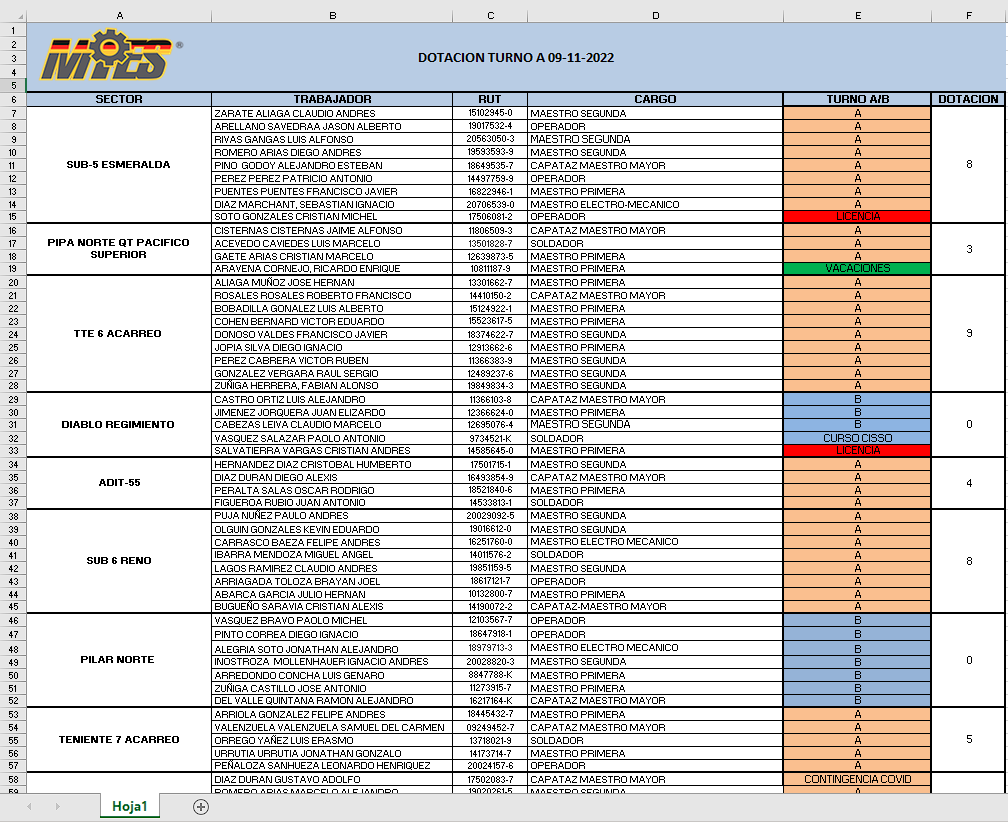 A B C D E F
1
2
3
4
5
MYES ®
DOTACION TURNO A 09-11-2022
6 SECTOR TRABAJADOR RUT CARGO TURNO A/B DOTACION
7 ZARATE ALIAGA CLAUDIO ANDRES 15102945-0 MAESTRO SEGUNDA A
8 ARELLANO SAVEDRAA JASON ALBERTO 19017532-4 OPERADOR A
9 RIVAS GANGAS LUIS ALFONSO 20563050-3 MAESTRO SEGUNDA A
10 ROMERO ARIAS DIEGO ANDRES 19593593-9 MAESTRO SEGUNDA A
11 SUB-5 ESMERALDA PINO GODOY ALEJANDRO ESTEBAN 18649535-7 CAPATAZ MAESTRO MAYOR A 8
12 PEREZ PEREZ PATRICIO ANTONIO 14497759-9 OPERADOR A
13 PUENTES PUENTES FRANCISCO JAVIER 16822946-1 MAESTRO PRIMERA A
14 DIAZ MARCHANT, SEBASTIAN IGNACIO 20706539-0 MAESTRO ELECTRO-MECANICO A
15 SOTO GONZALES CRISTIAN MICHEL 17506081-2 OPERADOR LICENCIA
16 CISTERNAS CISTERNAS JAIME ALFONSO 11806509-3 CAPATAZ MAESTRO MAYOR A
17 PIPA NORTE QT PACIFICO ACEVEDO CAVIEDES LUIS MARCELO 13501828-7 SOLDADOR A 3
18 SUPERIOR GAETE ARIAS CRISTIAN MARCELO 12639873-5 MAESTRO PRIMERA A
19 ARAVENA CORNEJO, RICARDO ENRIQUE 10811187-9 MAESTRO PRIMERA VACACIONES
20 ALIAGA MUÑOZ JOSE HERNAN 13301662-7 MAESTRO PRIMERA A
21 ROSALES ROSALES ROBERTO FRANCISCO 14410150-2 CAPATAZ MAESTRO MAYOR A
22 BOBADILLA GONALEZ LUIS ALBERTO 15124922-1 MAESTRO PRIMERA A
23 COHEN BERNARD VICTOR EDUARDO 15523617-5 MAESTRO PRIMERA A
24 TTE 6 ACARREO DONOSO VALDES FRANCISCO JAVIER 18374622-7 MAESTRO SEGUNDA A 9
25 JOPIA SILVA DIEGO IGNACIO 12913662-6 MAESTRO PRIMERA A
26 PEREZ CABRERA VICTOR RUBEN 11366383-9 MAESTRO SEGUNDA A
27 GONZALEZ VERGARA RAUL SERGIO 12489237-6 MAESTRO SEGUNDA A
28 ZUÑIGA HERRERA, FABIAN ALONSO 19849834-3 MAESTRO SEGUNDA A
29 CASTRO ORTIZ LUIS ALEJANDRO 11366103-8 CAPATAZ MAESTRO MAYOR B
30 JIMENEZ JORQUERA JUAN ELIZARDO 12366624-0 MAESTRO PRIMERA B
31 DIABLO REGIMIENTO CABEZAS LEIVA CLAUDIO MARCELO 12695076-4 MAESTRO SEGUNDA B 0
32 VASQUEZ SALAZAR PAOLO ANTONIO 9734521-K SOLDADOR CURSO CISSO
33 SALVATIERRA VARGAS CRISTIAN ANDRES 14585645-0 MAESTRO PRIMERA LICENCIA
34 HERNANDEZ DIAZ CRISTOBAL HUMBERTO 17501715-1 MAESTRO SEGUNDA A
35 ADIT-55 DIAZ DURAN DIEGO ALEXIS 16493854-9 CAPATAZ MAESTRO MAYOR A 4
36 PERALTA SALAS OSCAR RODRIGO 18521840-6 MAESTRO PRIMERA A
37 FIGUEROA RUBIO JUAN ANTONIO 14533813-1 SOLDADOR A
38 PUJA NUÑEZ PAULO ANDRES 20029092-5 MAESTRO SEGUNDA A
39 OLGUIN GONZALES KEVIN EDUARDO 19016612-0 MAESTRO SEGUNDA A
40 CARRASCO BAEZA FELIPE ANDRES 16251760-0 MAESTRO ELECTRO MECANICO A
41 SUB 6 RENO IBARRA MENDOZA MIGUEL ANGEL 14011576-2 SOLDADOR A 8
42 LAGOS RAMIREZ CLAUDIO ANDRES 19851159-5 MAESTRO SEGUNDA A
43 ARRIAGADA TOLOZA BRAYAN JOEL 18617121-7 OPERADOR A
44 ABARCA GARCIA JULIO HERNAN 10132800-7 MAESTRO PRIMERA A
45 BUGUEÑO SARAVIA CRISTIAN ALEXIS 14190072-2 CAPATAZ-MAESTRO MAYOR A
46 VASQUEZ BRAVO PAOLO MICHEL 12103567-7 OPERADOR B
47 PINTO CORREA DIEGO IGNACIO 18647918-1 OPERADOR B
48 ALEGRIA SOTO JONATHAN ALEJANDRO 18979713-3 MAESTRO ELECTRO MECANICO B
49 PILAR NORTE INOSTROZA MOLLENHAUER IGNACIO ANDRES 20028820-3 MAESTRO SEGUNDA B 0
50 ARREDONDO CONCHA LUIS GENARO 8847788-K MAESTRO PRIMERA B
51 ZUÑIGA CASTILLO JOSE ANTONIO 11273915-7 MAESTRO PRIMERA B
52 DEL VALLE QUINTANA RAMON ALEJANDRO 16217164-K CAPATAZ MAESTRO MAYOR B
53 ARRIOLA GONZALEZ FELIPE ANDRES 18445432-7 MAESTRO PRIMERA A
54 VALENZUELA VALENZUELA SAMUEL DEL CARMEN 09249452-7 CAPATAZ MAESTRO MAYOR A
55 TENIENTE 7 ACARREO ORREGO YAÑEZ LUIS ERASMO 13718021-9 SOLDADOR A 5
56 URRUTIA URRUTIA JONATHAN GONZALO 14173714-7 MAESTRO PRIMERA A
57 PEÑALOZA SANHUEZA LEONARDO HENRIQUEZ 20024157-6 OPERADOR A
58 DIAZ DURAN GUSTAVO ADOLFO 17502083-7 CAPATAZ MAESTRO MAYOR CONTINGENCIA COVID
59 ROMERO ARIAS MARCELO ALEJANDRO 19020261-5 MAESTRO SEGUNDA A
Hoja1